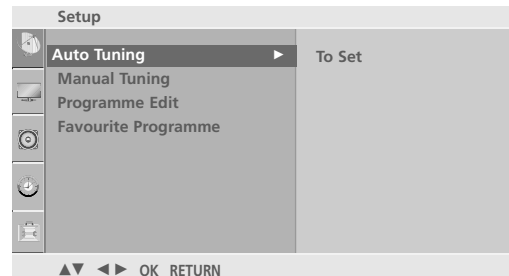 Setup
Auto Tuning ► To Set
Manual Tuning
Programme Edit
Favourite Programme
▲▼ ◄► OK RETURN